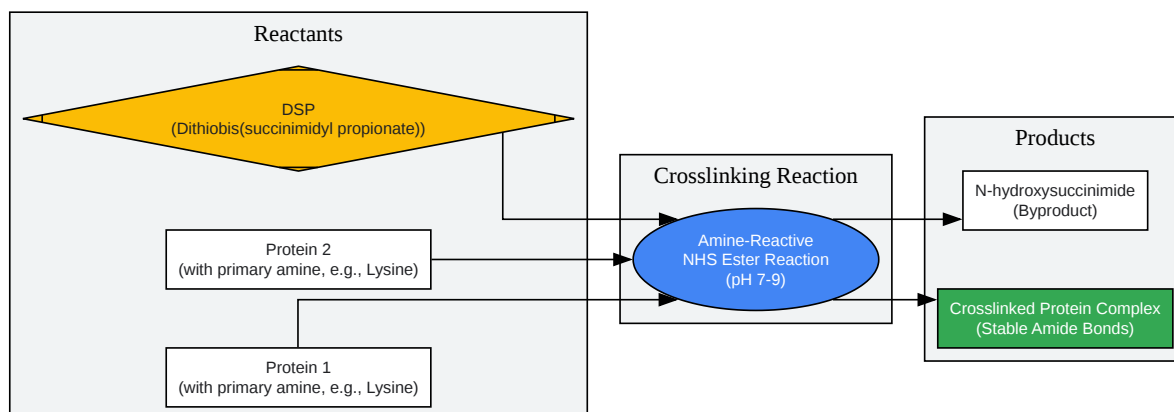 Reactants
DSP
(Dithiobis(succinimidyl propionate))
Protein 2
(with primary amine, e.g., Lysine)
Protein 1
(with primary amine, e.g., Lysine)
Crosslinking Reaction
Amine-Reactive
NHS Ester Reaction
(pH 7-9)
Products
N-hydroxysuccinimide
(Byproduct)
Crosslinked Protein Complex
(Stable Amide Bonds)